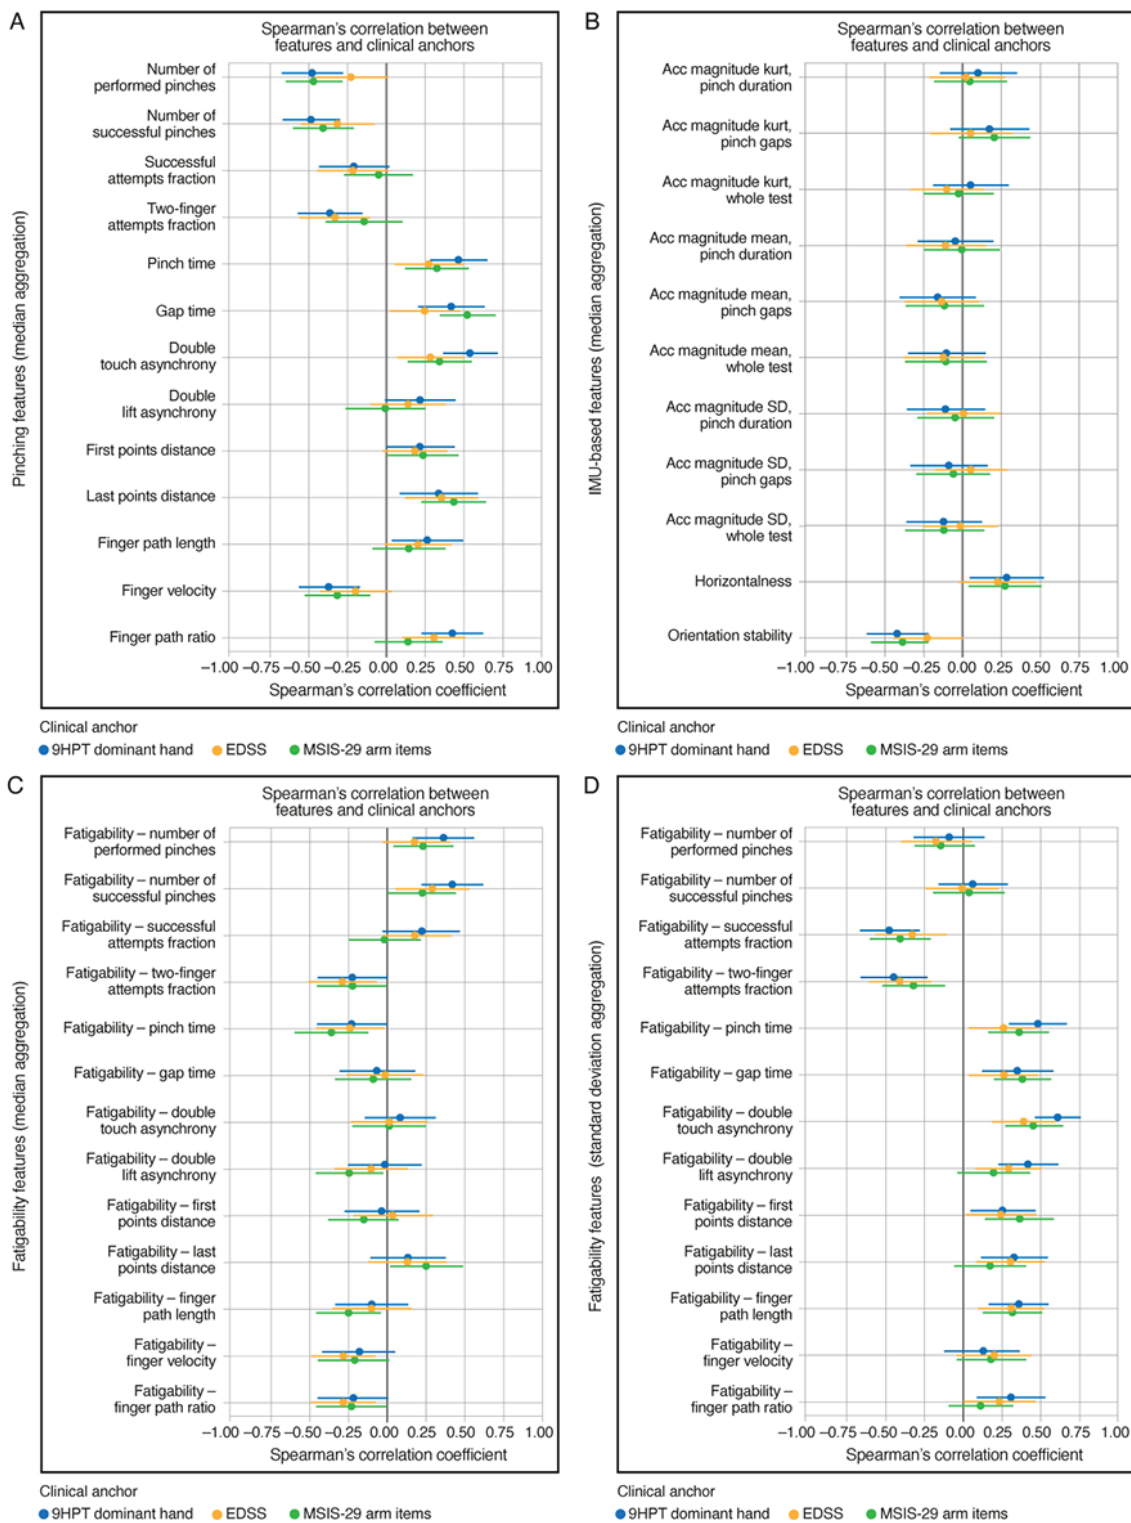 A
Spearman's correlation between
features and clinical anchors
Pinching features (median aggregation)
Number of
performed pinches
Number of
successful pinches
Successful
attempts fraction
Two-finger
attempts fraction
Pinch time
Gap time
Double
touch asynchrony
Double
lift asynchrony
First points distance
Last points distance
Finger path length
Finger velocity
Finger path ratio
−1.00 −0.75 −0.25 0.00 0.25 0.50 0.75 1.00
Spearman's correlation coefficient
Clinical anchor
9HPT dominant hand EDSS MSIS-29 arm items
B
Spearman's correlation between
features and clinical anchors
IMU-based features (median aggregation)
Acc magnitude kurt,
pinch duration
Acc magnitude kurt,
pinch gaps
Acc magnitude kurt,
whole test
Acc magnitude mean,
pinch duration
Acc magnitude mean,
pinch gaps
Acc magnitude mean,
whole test
Acc magnitude SD,
pinch duration
Acc magnitude SD,
pinch gaps
Acc magnitude SD,
whole test
Horizontalness
Orientation stability
−1.00 −0.75 −0.25 0.00 0.25 0.50 0.75 1.00
Spearman's correlation coefficient
Clinical anchor
9HPT dominant hand EDSS MSIS-29 arm items
C
Spearman's correlation between
features and clinical anchors
Fatigability features (median aggregation)
Fatigability – number of
performed pinches
Fatigability – number of
successful pinches
Fatigability – successful
attempts fraction
Fatigability – two-finger
attempts fraction
Fatigability – pinch time
Fatigability – gap time
Fatigability – double
touch asynchrony
Fatigability – double
lift asynchrony
Fatigability – first
points distance
Fatigability – last
points distance
Fatigability – finger
path length
Fatigability –
finger velocity
Fatigability –
finger path ratio
−1.00 −0.75 −0.25 0.00 0.25 0.50 0.75 1.00
Spearman's correlation coefficient
Clinical anchor
9HPT dominant hand EDSS MSIS-29 arm items
D
Spearman's correlation between
features and clinical anchors
Fatigability features (standard deviation aggregation)
Fatigability – number of
performed pinches
Fatigability – number of
successful pinches
Fatigability – successful
attempts fraction
Fatigability – two-finger
attempts fraction
Fatigability – pinch time
Fatigability – gap time
Fatigability – double
touch asynchrony
Fatigability – double
lift asynchrony
Fatigability – first
points distance
Fatigability – last
points distance
Fatigability – finger
path length
Fatigability –
finger velocity
Fatigability –
finger path ratio
−1.00 −0.75 −0.25 0.00 0.25 0.50 0.75 1.00
Spearman's correlation coefficient
Clinical anchor
9HPT dominant hand EDSS MSIS-29 arm items